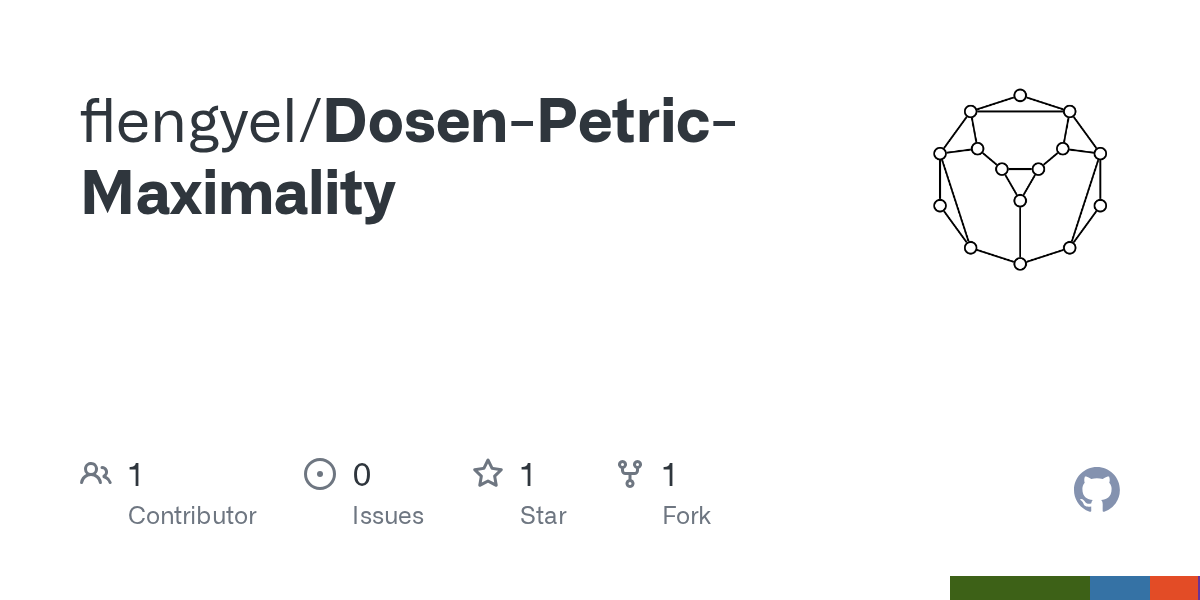 flengyel/Dosen-Petric-
Maximality
1 0 1 1
Contributor Issues Star Fork